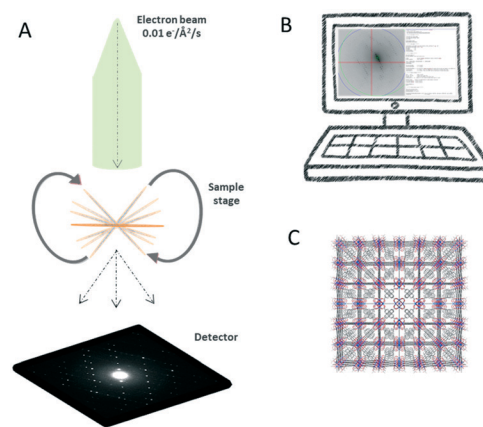 A
Electron beam
0.01 e⁻/Å²/s
Sample
stage
Detector
B
C